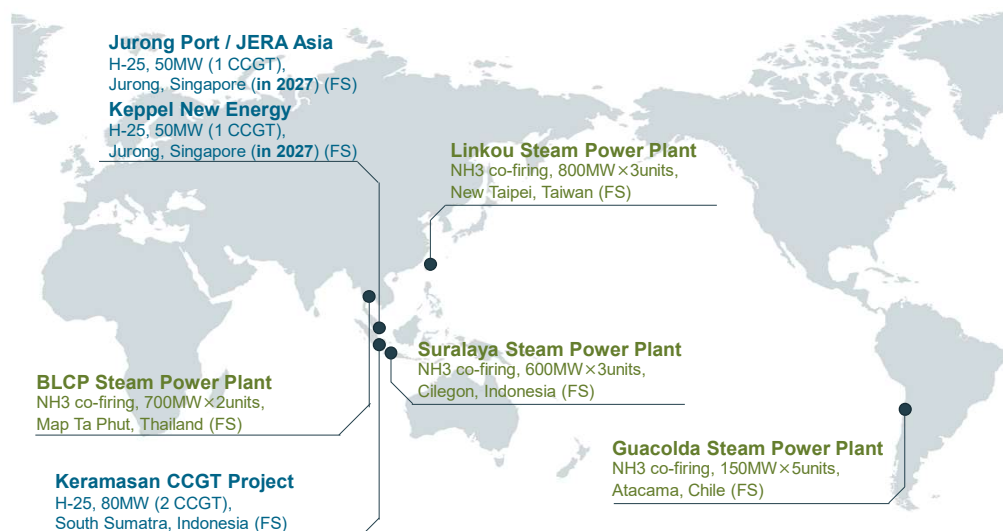 Jurong Port / JERA Asia
H-25, 50MW (1 CCGT),
Jurong, Singapore (in 2027) (FS)
Keppel New Energy
H-25, 50MW (1 CCGT),
Jurong, Singapore (in 2027) (FS)
Linkou Steam Power Plant
NH3 co-firing, 800MW×3units,
New Taipei, Taiwan (FS)
Suralaya Steam Power Plant
NH3 co-firing, 600MW×3units,
Cilegon, Indonesia (FS)
BLCP Steam Power Plant
NH3 co-firing, 700MW×2units,
Map Ta Phut, Thailand (FS)
Guacolda Steam Power Plant
NH3 co-firing, 150MW×5units,
Atacama, Chile (FS)
Keramasan CCGT Project
H-25, 80MW (2 CCGT),
South Sumatra, Indonesia (FS)